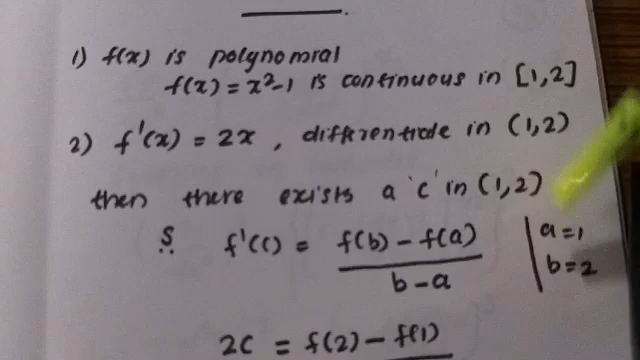 1) f(x) is polynomial
f(x) = x²-1 is continuous in [1,2]
2) f'(x) = 2x , differentiable in (1,2)
then there exists a 'c' in (1,2)
f'(c) = f(b) - f(a) / b - a | a = 1 b = 2
2c = f(2) - f(1)